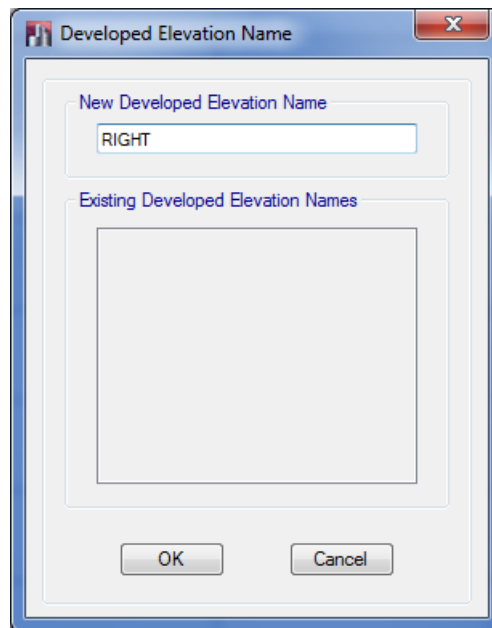 Developed Elevation Name
New Developed Elevation Name
RIGHT
Existing Developed Elevation Names
OK
Cancel